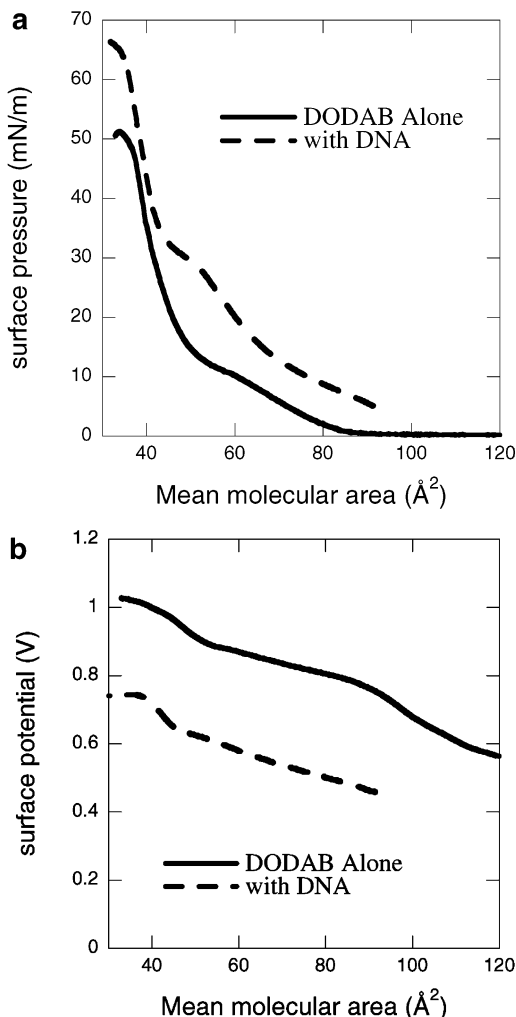 a
70
60
50
40
30
20
10
0
surface pressure (mN/m)
DODAB Alone
with DNA
40 60 80 100 120
Mean molecular area (Å²)
b
1.2
1
0.8
0.6
0.4
0.2
0
surface potential (V)
DODAB Alone
with DNA
40 60 80 100 120
Mean molecular area (Å²)